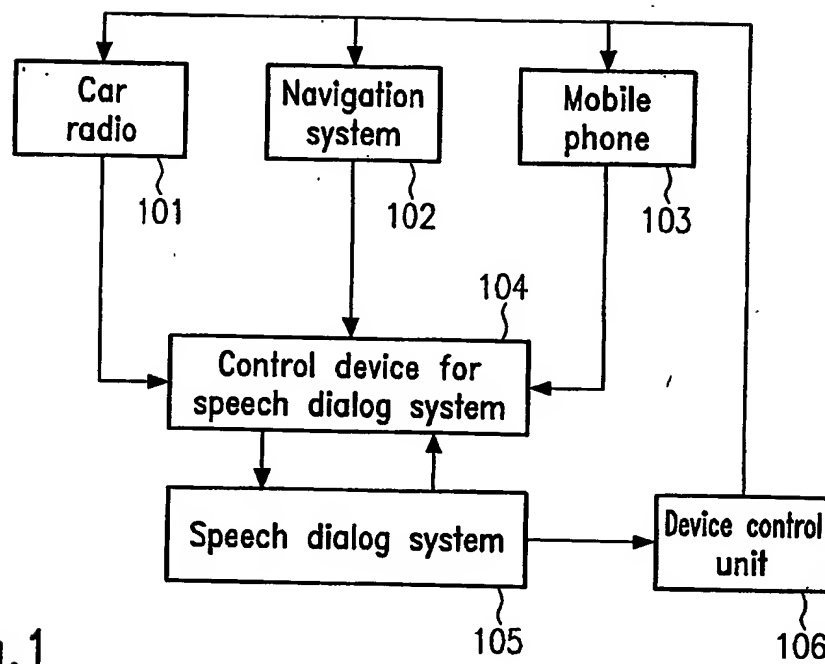 Car
radio
101
Navigation
system
102
Mobile
phone
103
104
Control device for
speech dialog system
Speech dialog system
105
Device control
unit
106
.1